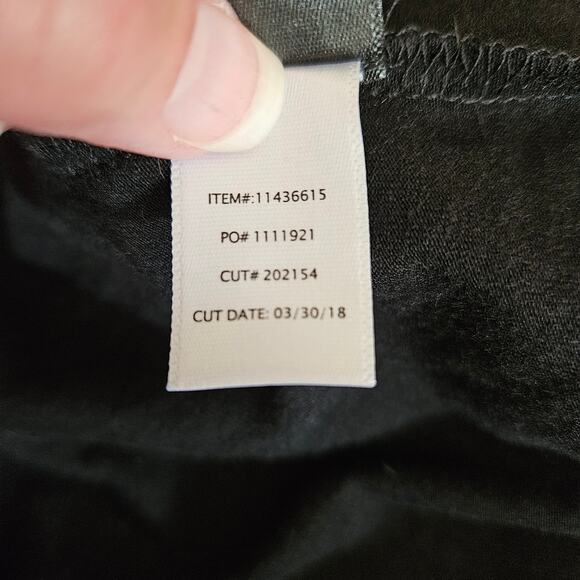 ITEM#:11436615
PO# 1111921
CUT# 202154
CUT DATE: 03/30/18